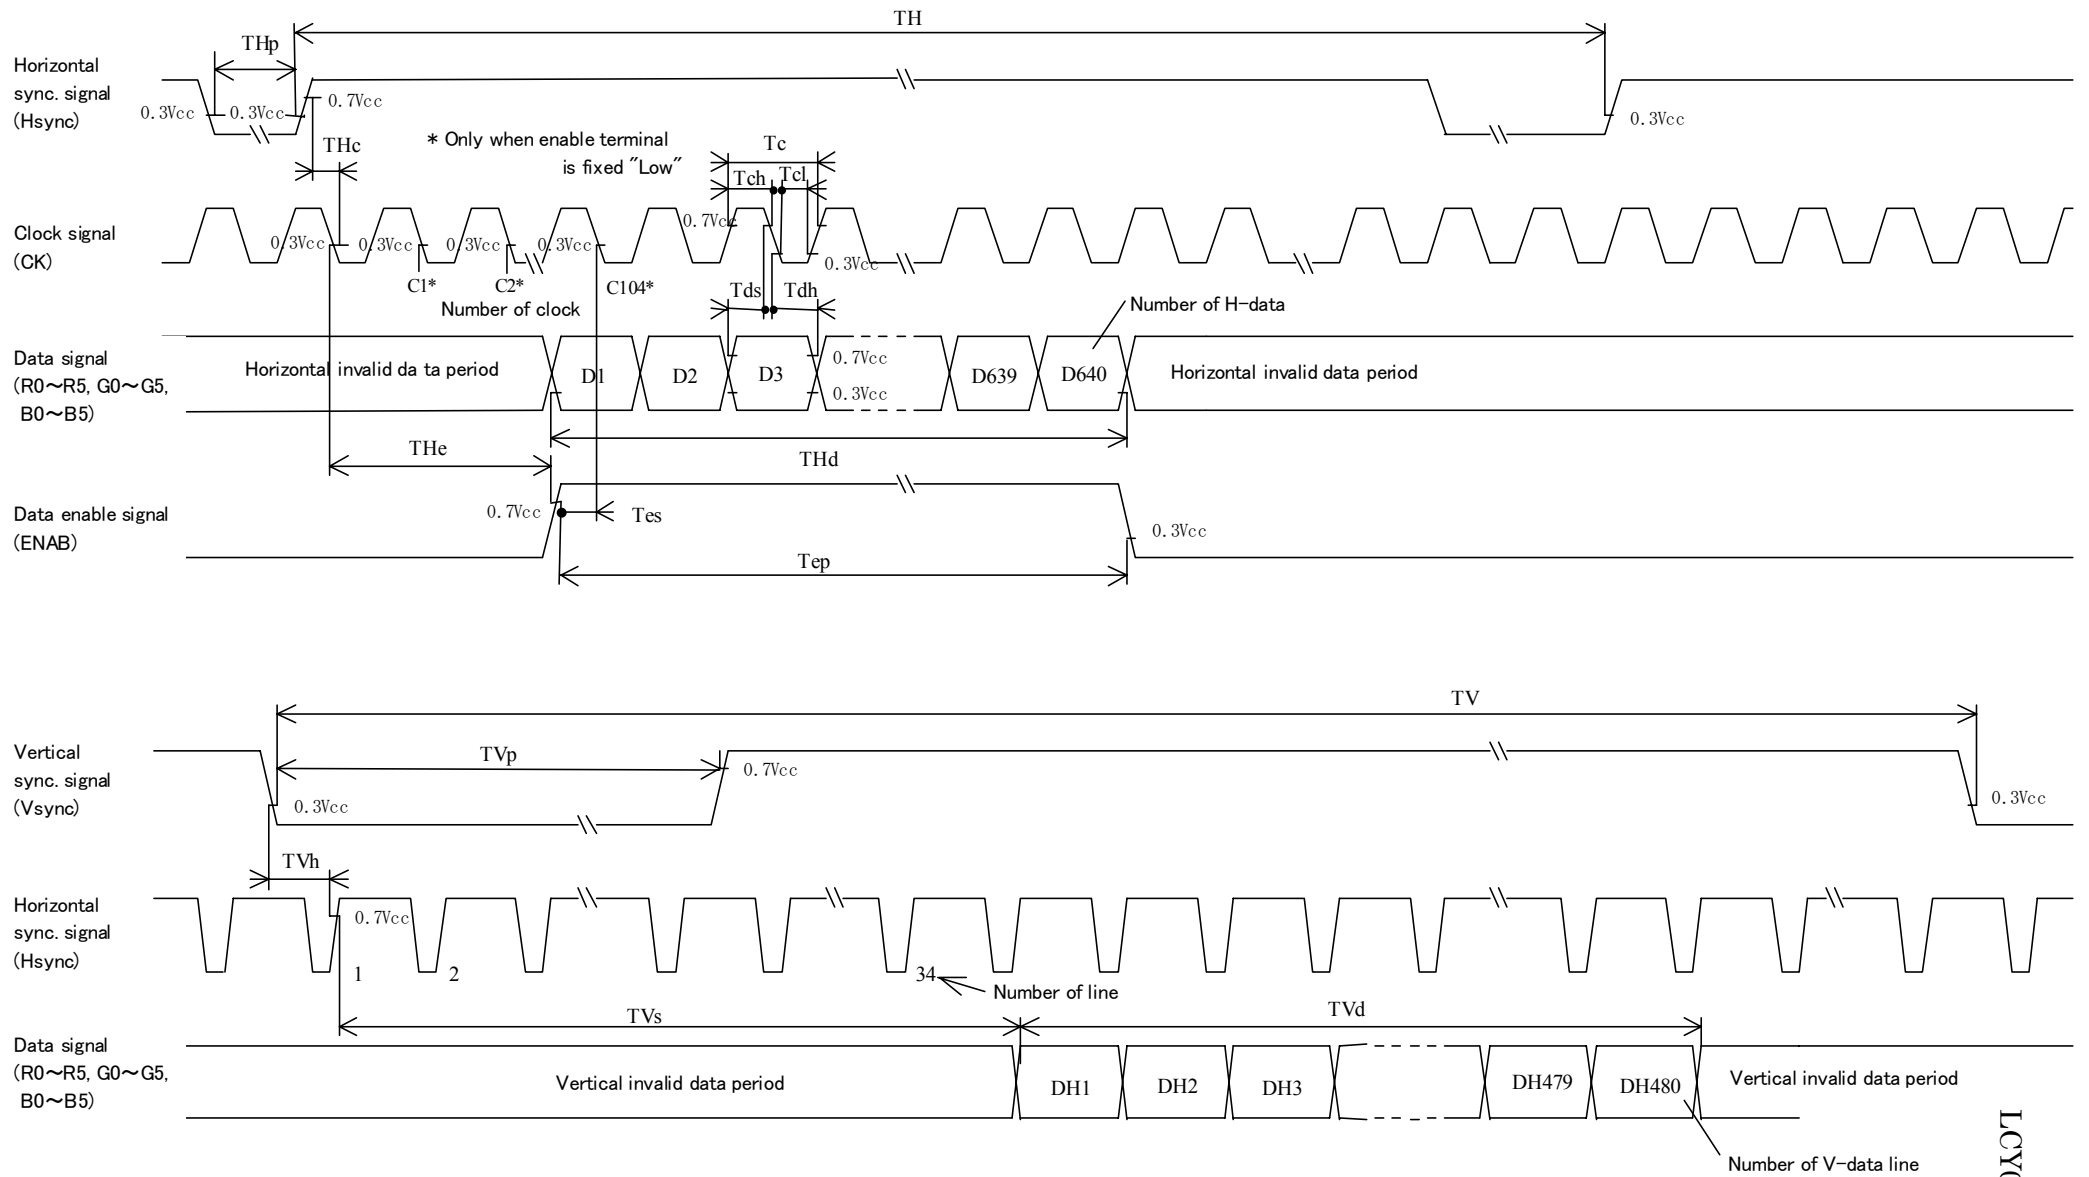 TH
THp
Horizontal
sync. signal
(Hsync)
0.3Vcc
0.3Vcc
0.7Vcc
0.3Vcc
THc
* Only when enable terminal
is fixed "Low"
Tc
Tch
Tcl
Clock signal
(CK)
0.3Vcc
0.3Vcc
0.3Vcc
0.3Vcc
0.7Vcc
0.3Vcc
C1*
C2*
C104*
Number of clock
Tds
Tdh
Number of H-data
Data signal
(R0~R5, G0~G5,
B0~B5)
Horizontal invalid da ta period
D1
D2
D3
0.7Vcc
0.3Vcc
D639
D640
Horizontal invalid data period
THe
THd
Data enable signal
(ENAB)
0.7Vcc
Tes
0.3Vcc
Tep
TV
Vertical
sync. signal
(Vsync)
TVp
0.7Vcc
0.3Vcc
0.3Vcc
TVh
Horizontal
sync. signal
(Hsync)
0.7Vcc
1
2
34
Number of line
TVs
TVd
Data signal
(R0~R5, G0~G5,
B0~B5)
Vertical invalid data period
DH1
DH2
DH3
DH479
DH480
Vertical invalid data period
Number of V-data line